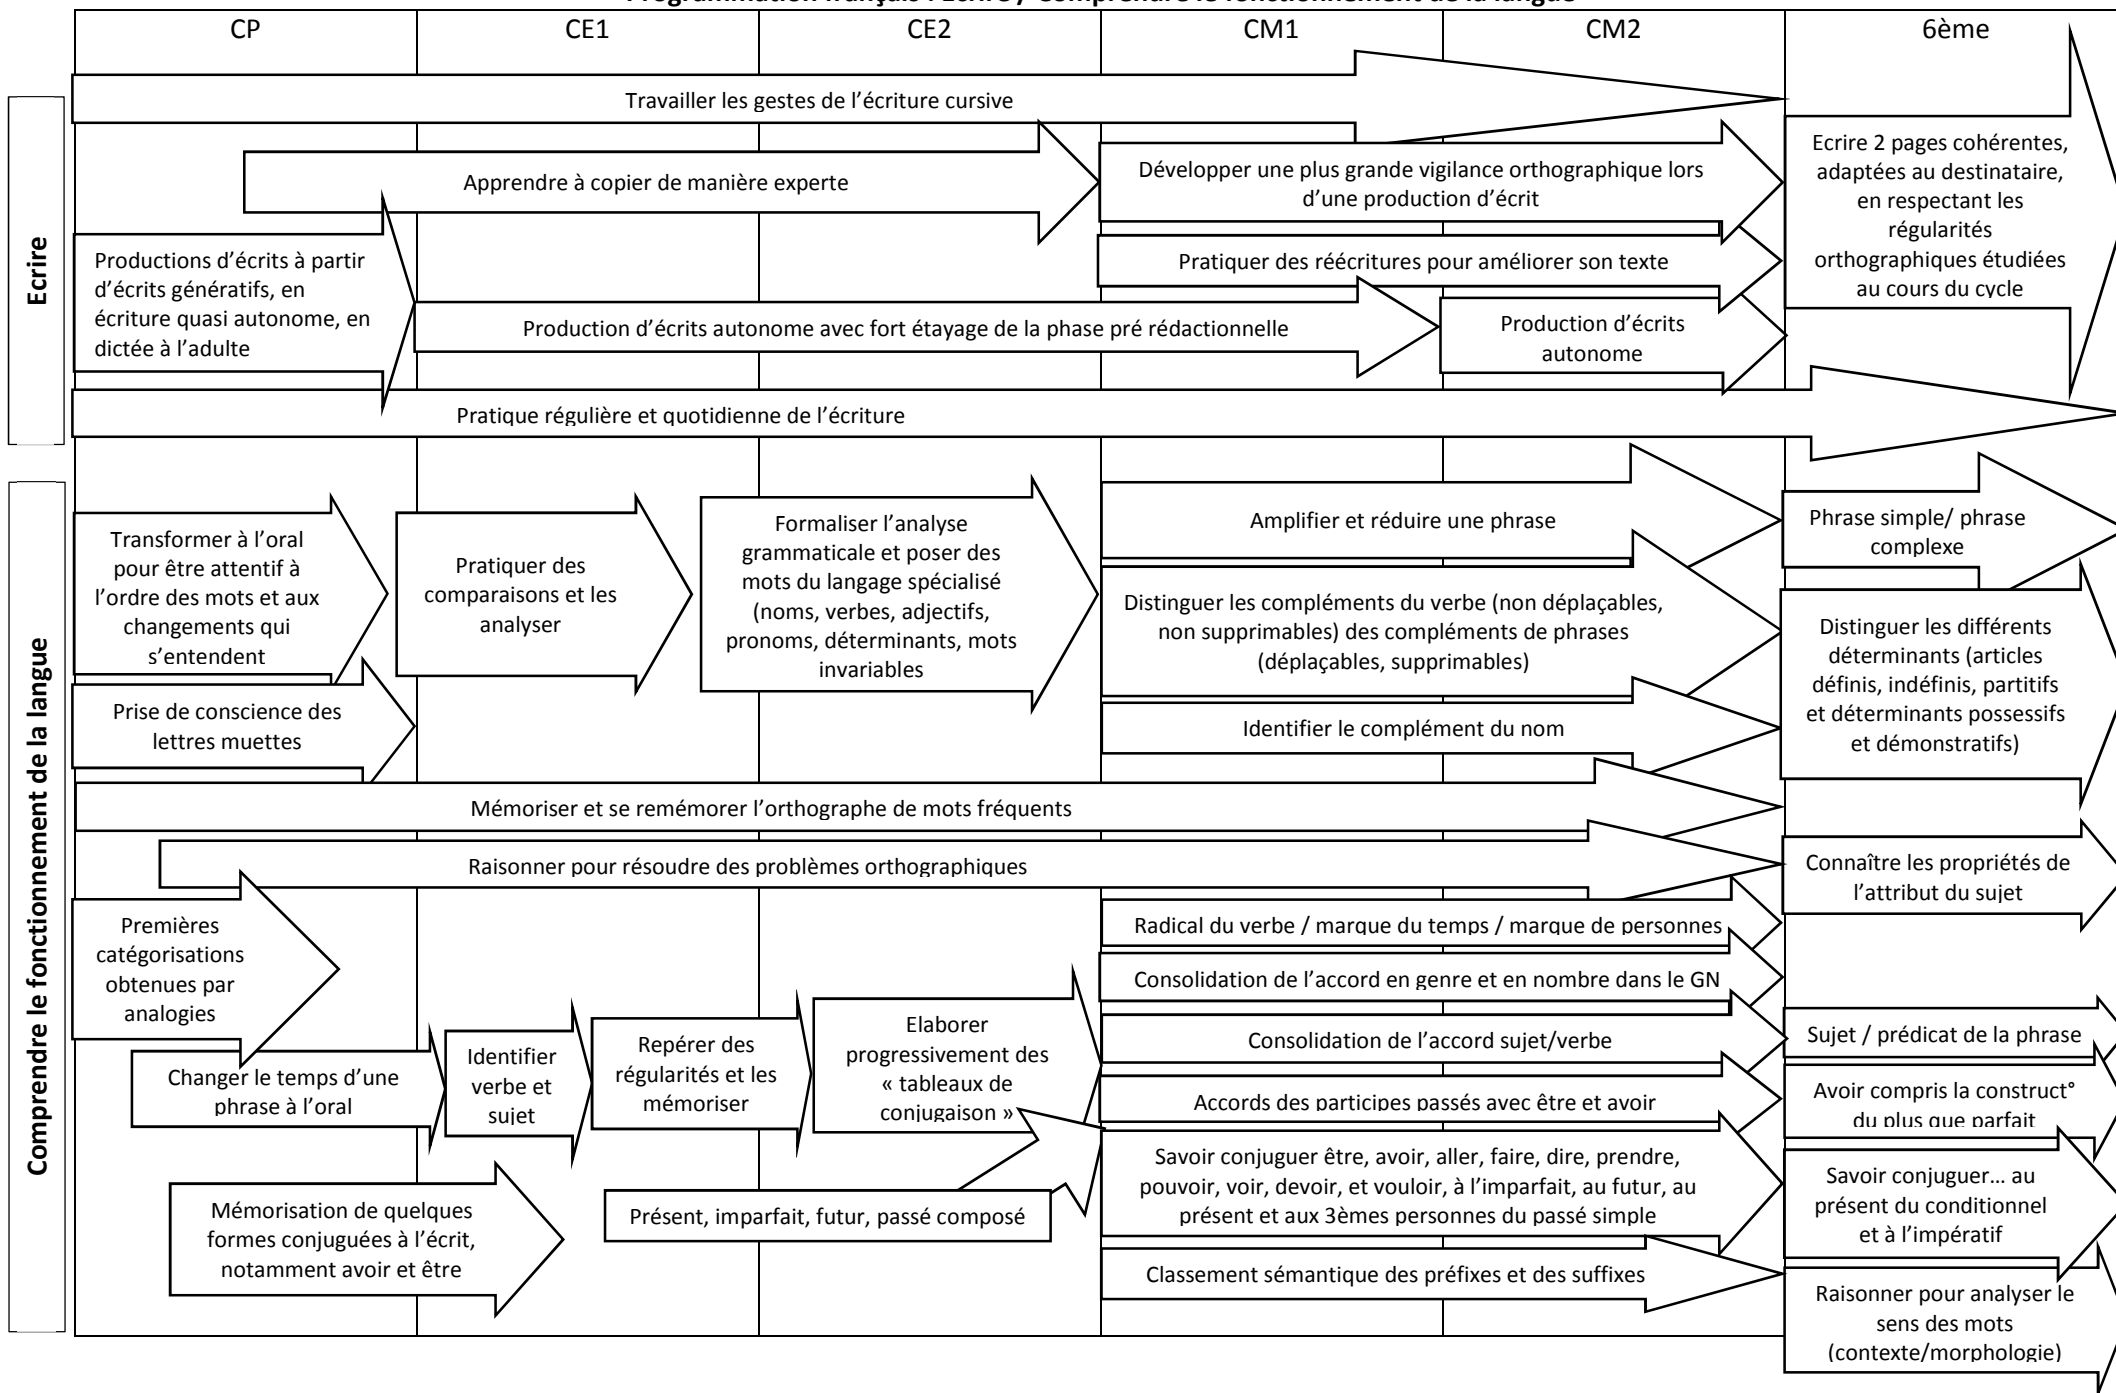 Programmation français : Ecrire / Comprendre le fonctionnement de la langue
CP
CE1
CE2
CM1
CM2
6ème
Ecrire
Travailler les gestes de l’écriture cursive
Apprendre à copier de manière experte
Développer une plus grande vigilance orthographique lors
d’une production d’écrit
Ecrire 2 pages cohérentes,
adaptées au destinataire,
en respectant les
régularités
orthographiques étudiées
au cours du cycle
Productions d’écrits à partir
d’écrits génératifs, en
écriture quasi autonome, en
dictée à l’adulte
Pratiquer des réécritures pour améliorer son texte
Production d’écrits autonome avec fort étayage de la phase pré rédactionnelle
Production d’écrits
autonome
Pratique régulière et quotidienne de l’écriture
Comprendre le fonctionnement de la langue
Transformer à l’oral
pour être attentif à
l’ordre des mots et aux
changements qui
s’entendent
Pratiquer des
comparaisons et les
analyser
Formaliser l’analyse
grammaticale et poser des
mots du langage spécialisé
(noms, verbes, adjectifs,
pronoms, déterminants, mots
invariables
Amplifier et réduire une phrase
Phrase simple/ phrase
complexe
Distinguer les compléments du verbe (non déplaçables,
non supprimables) des compléments de phrases
(déplaçables, supprimables)
Distinguer les différents
déterminants (articles
définis, indéfinis, partitifs
et déterminants possessifs
et démonstratifs)
Prise de conscience des
lettres muettes
Identifier le complément du nom
Mémoriser et se remémorer l’orthographe de mots fréquents
Raisonner pour résoudre des problèmes orthographiques
Connaître les propriétés de
l’attribut du sujet
Premières
catégorisations
obtenues par
analogies
Radical du verbe / marque du temps / marque de personnes
Consolidation de l’accord en genre et en nombre dans le GN
Consolidation de l’accord sujet/verbe
Sujet / prédicat de la phrase
Changer le temps d’une
phrase à l’oral
Identifier
verbe et
sujet
Repérer des
régularités et les
mémoriser
Elaborer
progressivement des
« tableaux de
conjugaison »
Accords des participes passés avec être et avoir
Avoir compris la construct°
du plus que parfait
Mémorisation de quelques
formes conjuguées à l’écrit,
notamment avoir et être
Présent, imparfait, futur, passé composé
Savoir conjuguer être, avoir, aller, faire, dire, prendre,
pouvoir, voir, devoir, et vouloir, à l’imparfait, au futur, au
présent et aux 3èmes personnes du passé simple
Savoir conjuguer… au
présent du conditionnel
et à l’impératif
Classement sémantique des préfixes et des suffixes
Raisonner pour analyser le
sens des mots
(contexte/morphologie)